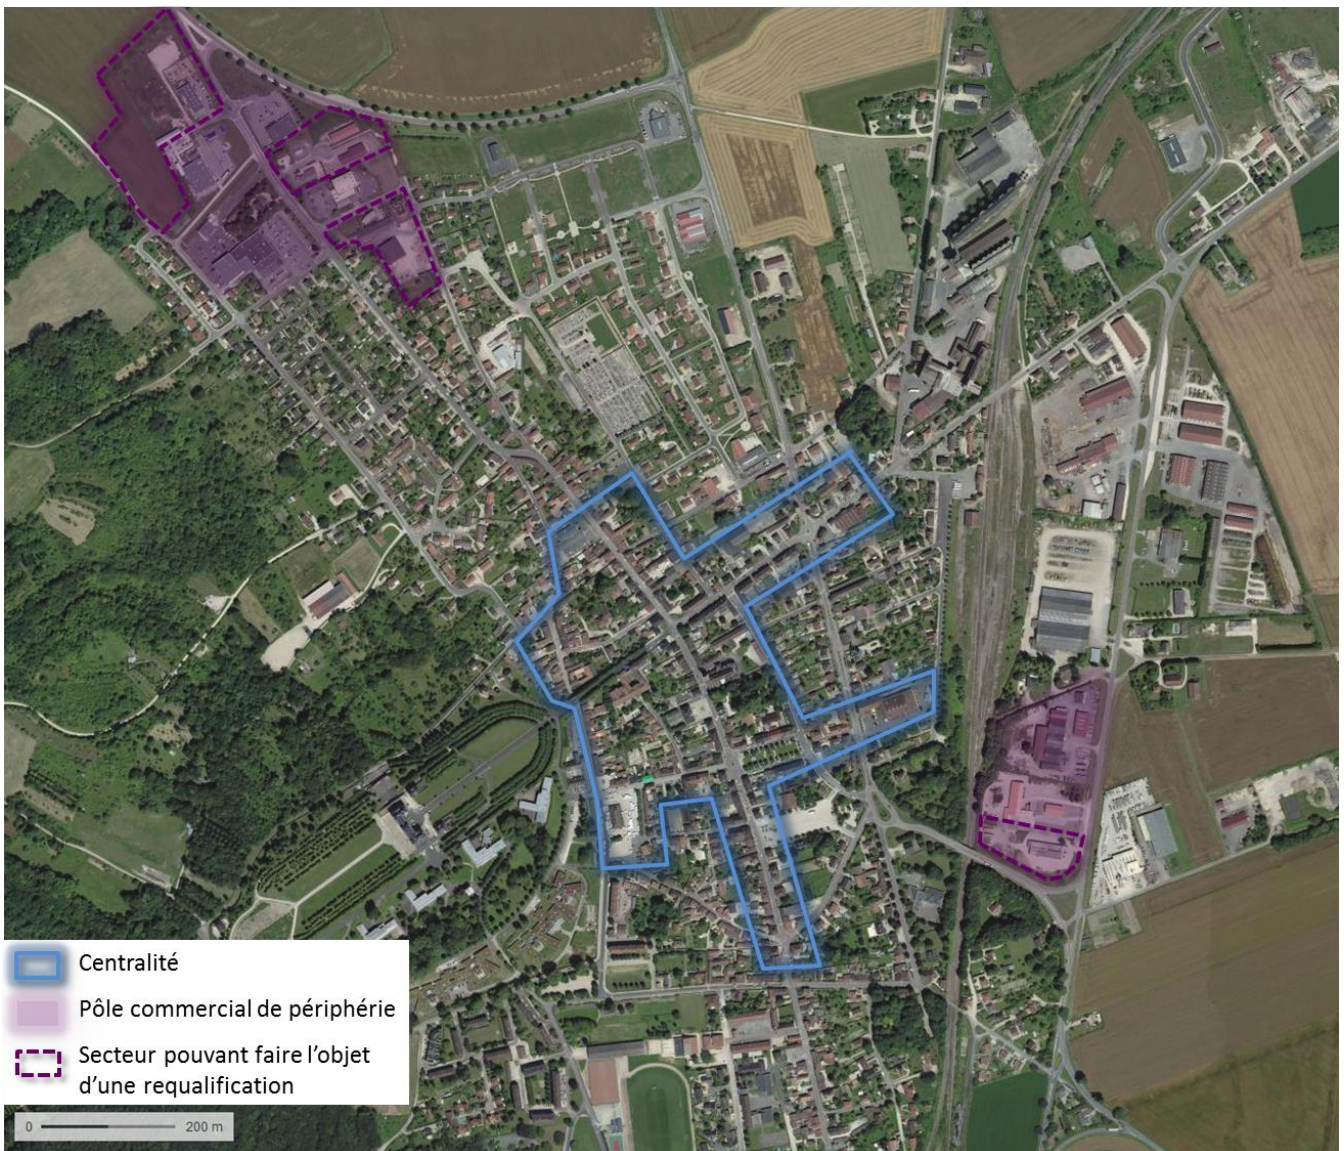 Centralité
Pôle commercial de périphérie
Secteur pouvant faire l'objet
d'une requalification
0 200 m